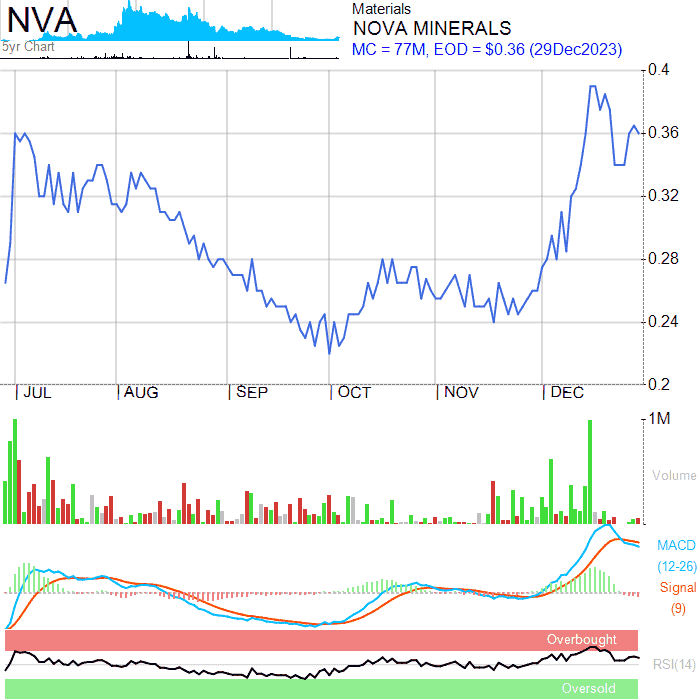 NVA
5yr Chart
Materials
NOVA MINERALS
MC = 77M, EOD = $0.36 (29Dec2023)
0.4
0.36
0.32
0.28
0.24
0.2
JUL AUG SEP OCT NOV DEC
1M
Volume
MACD
(12-26)
Signal
(9)
Overbought
RSI(14)
Oversold